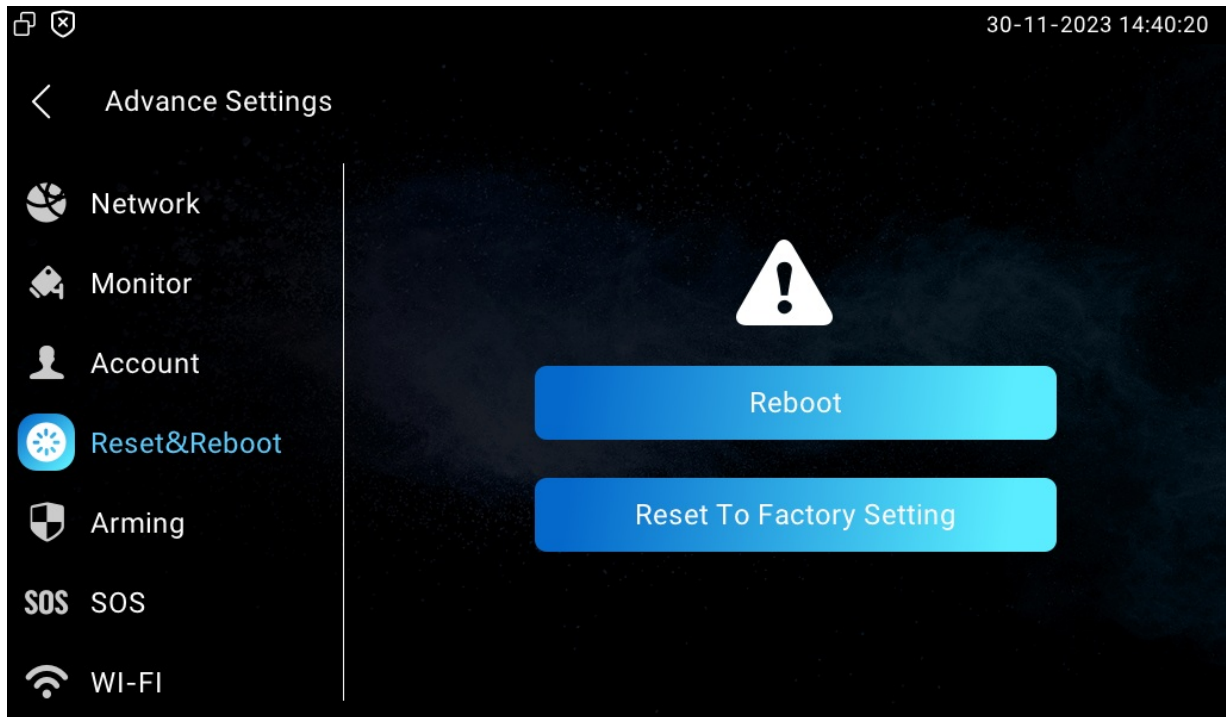 30-11-2023 14:40:20
Advance Settings
Network
Monitor
Account
Reset&Reboot
Arming
SOS SOS
WI-FI
Reboot
Reset To Factory Setting